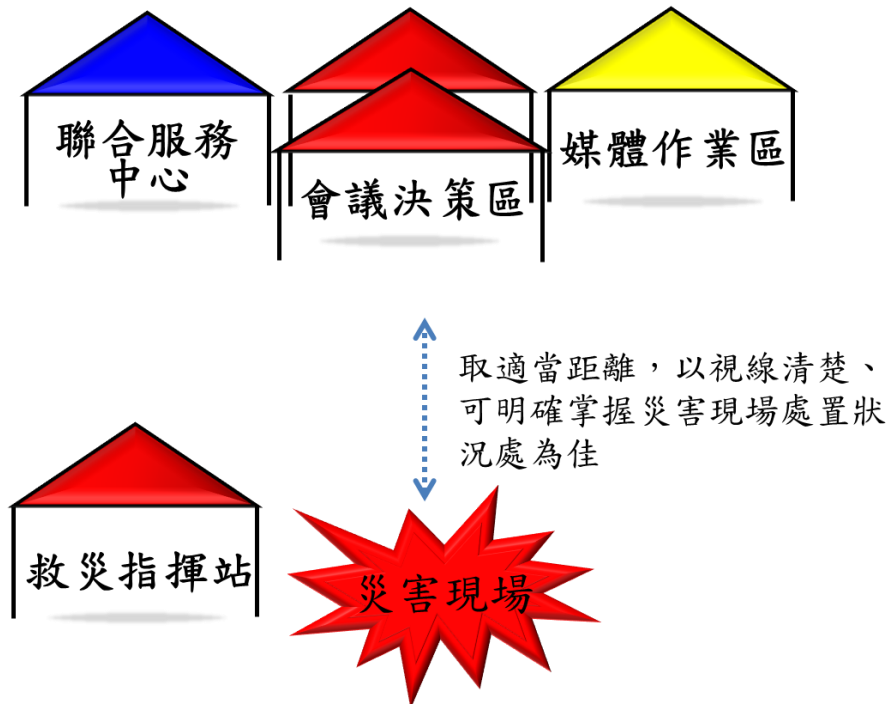 聯合服務
中心
會議決策區
媒體作業區
取適當距離，以視線清楚、
可明確掌握災害現場處置狀
況處為佳
救災指揮站
災害現場